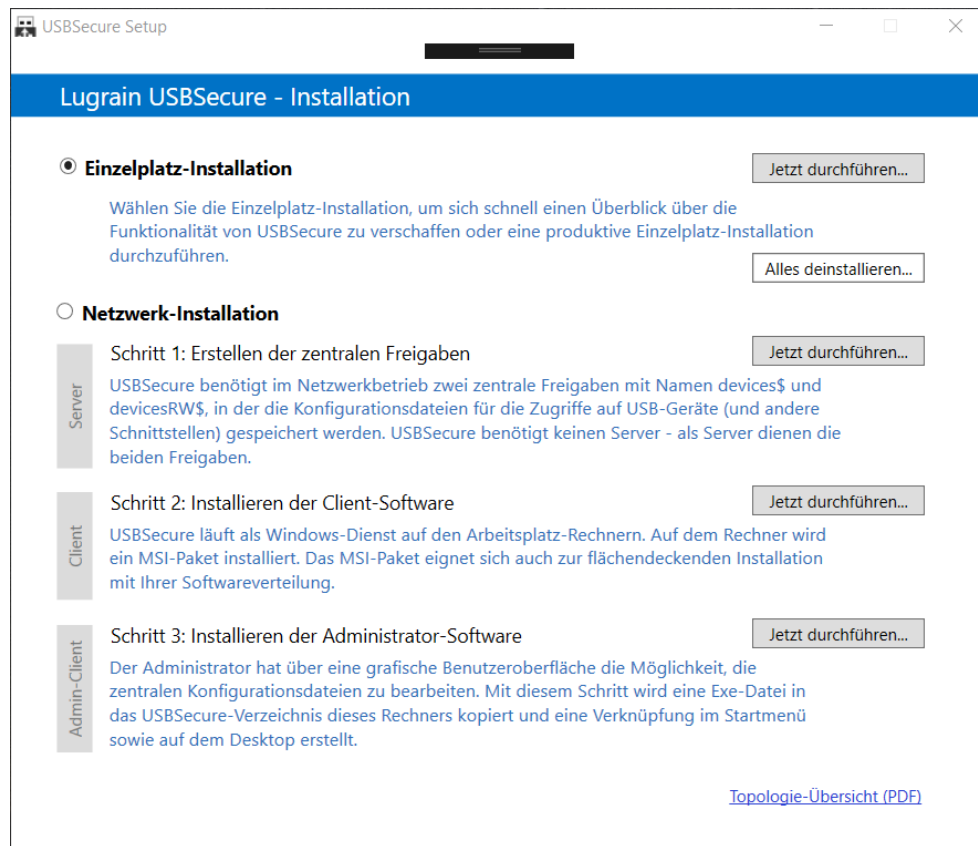 USBSecure Setup
Lugrain USBSecure - Installation
Einzelplatz-Installation
Jetzt durchführen...
Wählen Sie die Einzelplatz-Installation, um sich schnell einen Überblick über die
Funktionalität von USBSecure zu verschaffen oder eine produktive Einzelplatz-Installation
durchzuführen.
Alles deinstallieren...
Netzwerk-Installation
Server
Schritt 1: Erstellen der zentralen Freigaben
Jetzt durchführen...
USBSecure benötigt im Netzwerkbetrieb zwei zentrale Freigaben mit Namen devices$ und
devicesRW$, in der die Konfigurationsdateien für die Zugriffe auf USB-Geräte (und andere
Schnittstellen) gespeichert werden. USBSecure benötigt keinen Server - als Server dienen die
beiden Freigaben.
Client
Schritt 2: Installieren der Client-Software
Jetzt durchführen...
USBSecure läuft als Windows-Dienst auf den Arbeitsplatz-Rechnern. Auf dem Rechner wird
ein MSI-Paket installiert. Das MSI-Paket eignet sich auch zur flächendeckenden Installation
mit Ihrer Softwareverteilung.
Admin-Client
Schritt 3: Installieren der Administrator-Software
Jetzt durchführen...
Der Administrator hat über eine grafische Benutzeroberfläche die Möglichkeit, die
zentralen Konfigurationsdateien zu bearbeiten. Mit diesem Schritt wird eine Exe-Datei in
das USBSecure-Verzeichnis dieses Rechners kopiert und eine Verknüpfung im Startmenü
sowie auf dem Desktop erstellt.
Topologie-Übersicht (PDF)